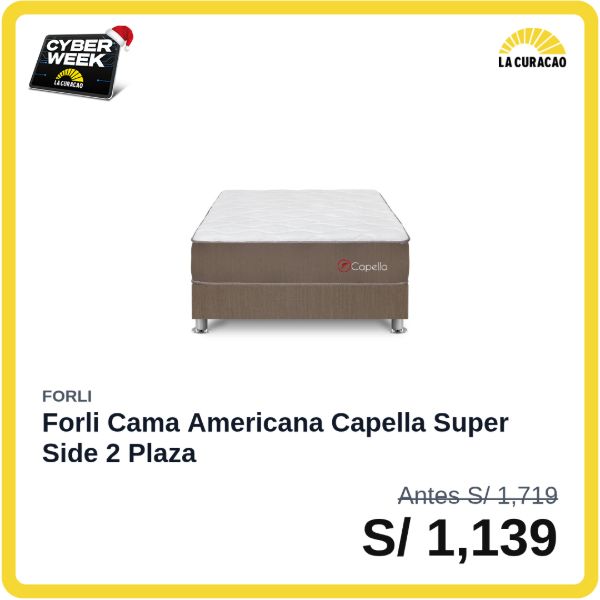 CYBER
WEEK
LA CURACAO
LA CURACAO
Capella
FORLI
Forli Cama Americana Capella Super
Side 2 Plaza
Antes S/ 1,719
S/ 1,139